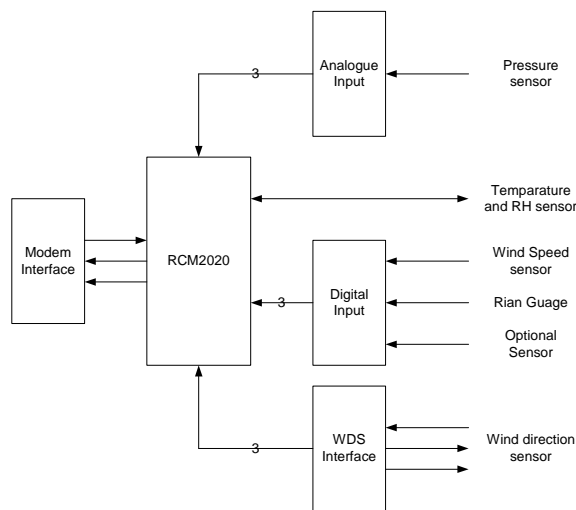 Analogue
Input
3
Pressure
sensor
Modem
Interface
RCM2020
Temparature
and RH sensor
Digital
Input
3
Wind Speed
sensor
Rian Guage
Optional
Sensor
WDS
Interface
3
Wind direction
sensor